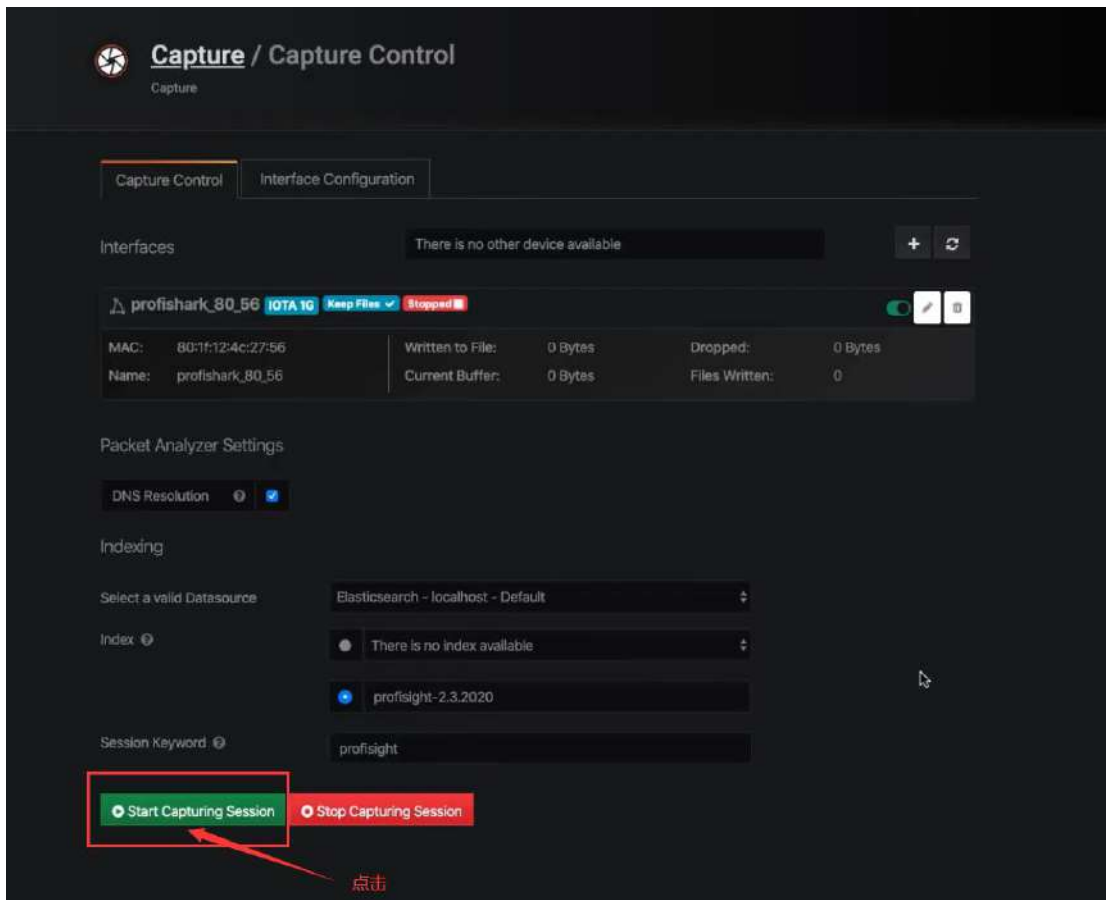 Capture / Capture Control
Capture
Capture Control Interface Configuration
Interfaces There is no other device available
profishark_80_56 IOTA 1G Keep Files Stopped
MAC: 80:1f:12:4c:27:56 Written to File: 0 Bytes Dropped: 0 Bytes
Name: profishark_80_56 Current Buffer: 0 Bytes Files Written: 0
Packet Analyzer Settings
DNS Resolution
Indexing
Select a valid Datasource Elasticsearch - localhost - Default
Index There is no index available
profisight-2.3.2020
Session Keyword profisight
Start Capturing Session Stop Capturing Session
点击